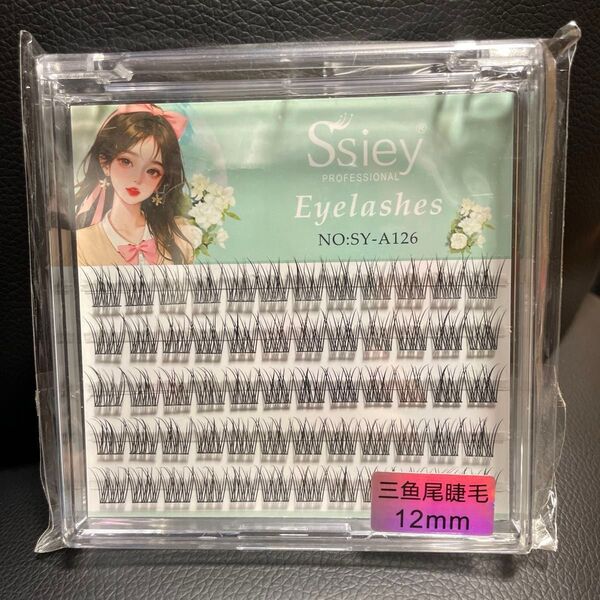 Ssiey®
PROFESSIONAL
Eyelashes
NO:SY-A126
三鱼尾睫毛
12mm